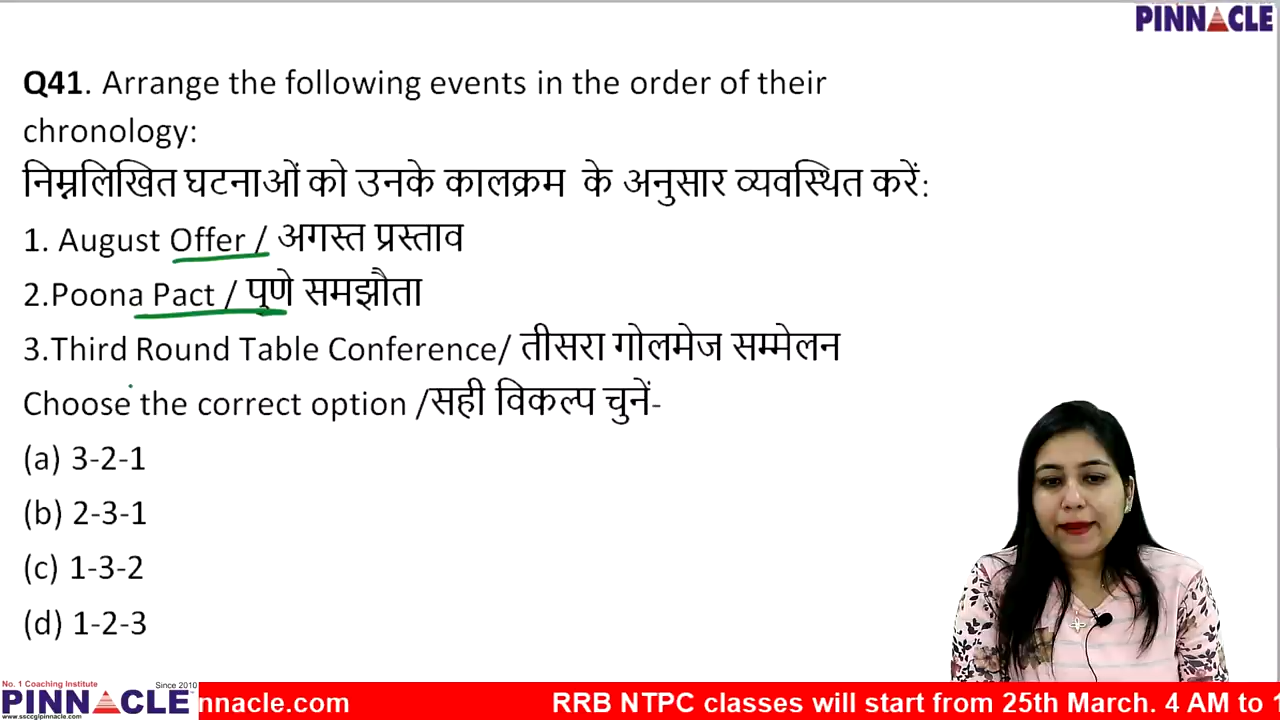 PINNACLE
Q41. Arrange the following events in the order of their
chronology:
निम्नलिखित घटनाओं को उनके कालक्रम के अनुसार व्यवस्थित करें:
1. August Offer / अगस्त प्रस्ताव
2.Poona Pact / पुणे समझौता
3.Third Round Table Conference/ तीसरा गोलमेज सम्मेलन
Choose the correct option /सही विकल्प चुनें-
(a) 3-2-1
(b) 2-3-1
(c) 1-3-2
(d) 1-2-3
No. 1 Coaching Institute Since 2010
PINNACLE
www.ssccglpinnacle.com
nnacle.com RRB NTPC classes will start from 25th March. 4 AM to 1